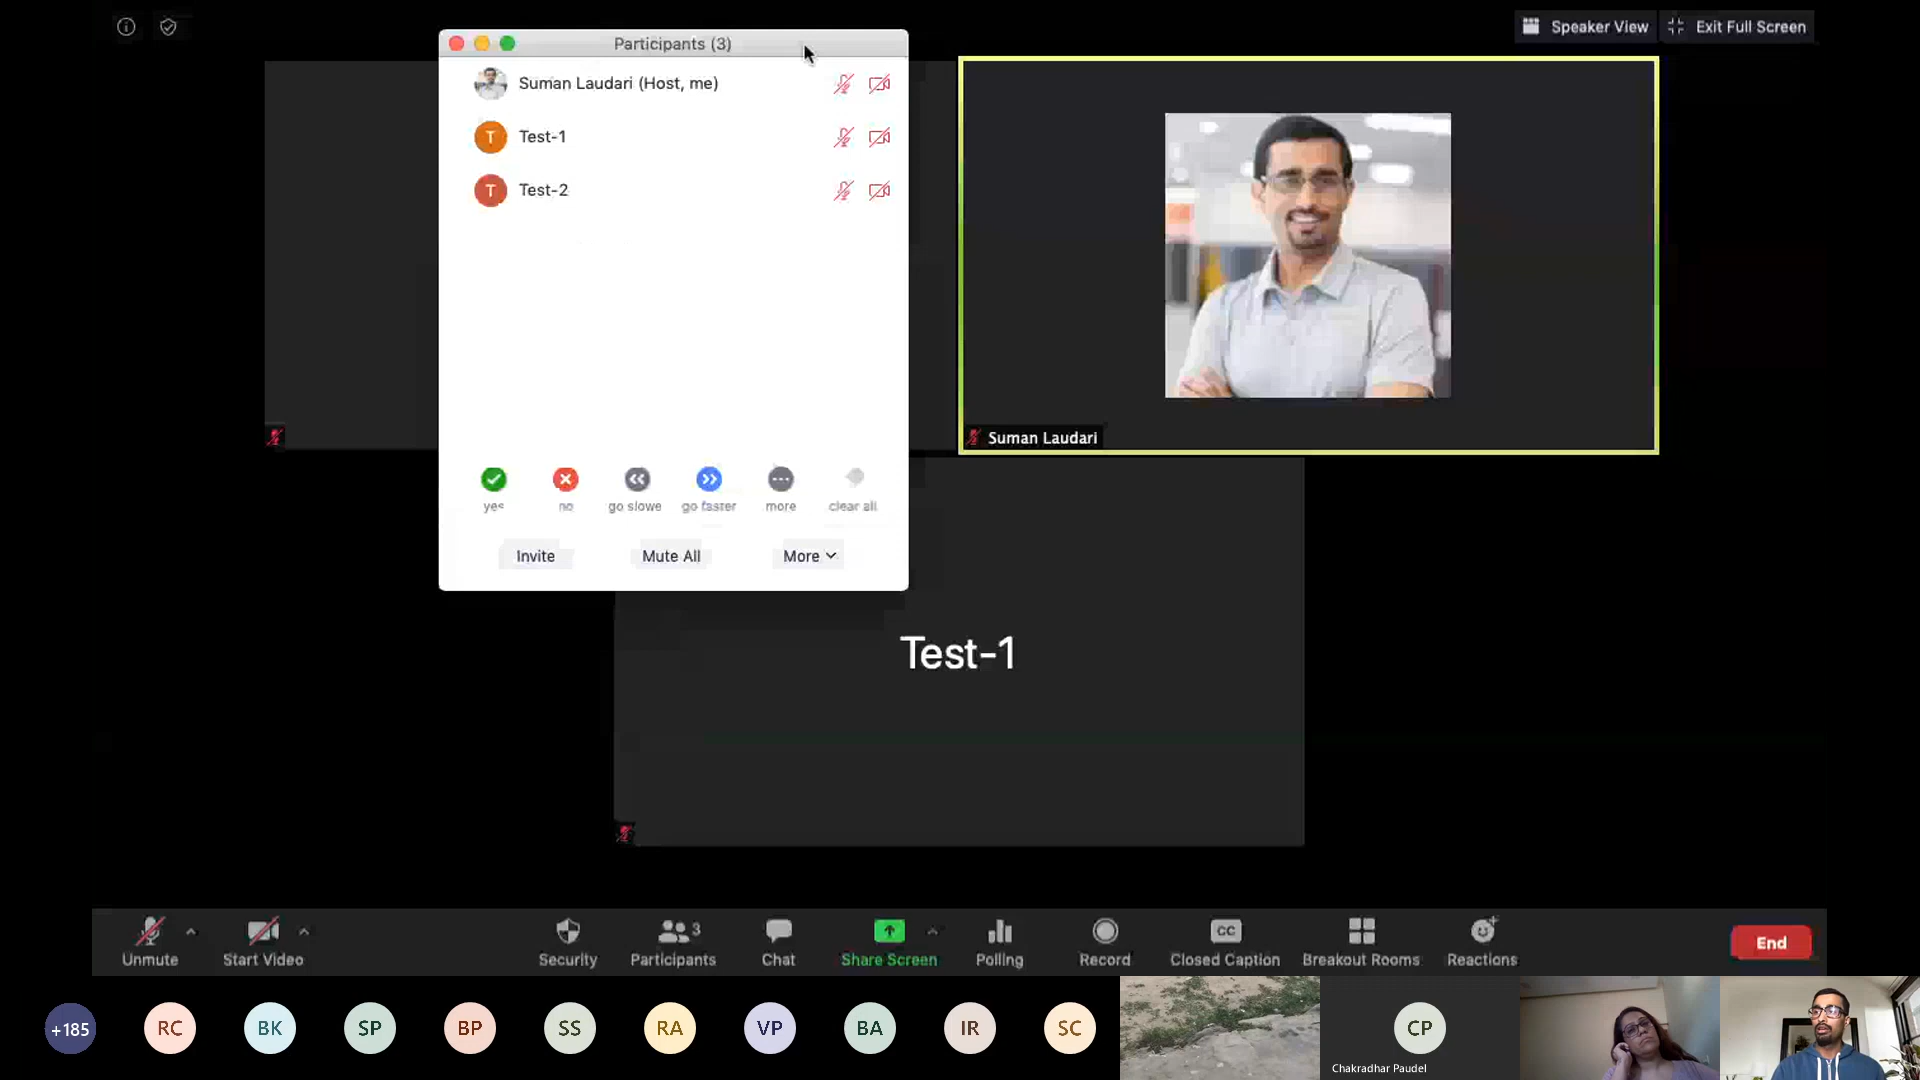 Speaker View
Exit Full Screen
Participants (3)
Suman Laudari (Host, me)
T
Test-1
T
Test-2
Suman Laudari
yes
no
go slowe
go faster
more
clear all
Invite
Mute All
More
Test-1
Unmute
Start Video
Security
3
Participants
Chat
Share Screen
Polling
Record
CC
Closed Caption
Breakout Rooms
Reactions
End
+185
RC
BK
SP
BP
SS
RA
VP
BA
IR
SC
CP
Chakradhar Paudel